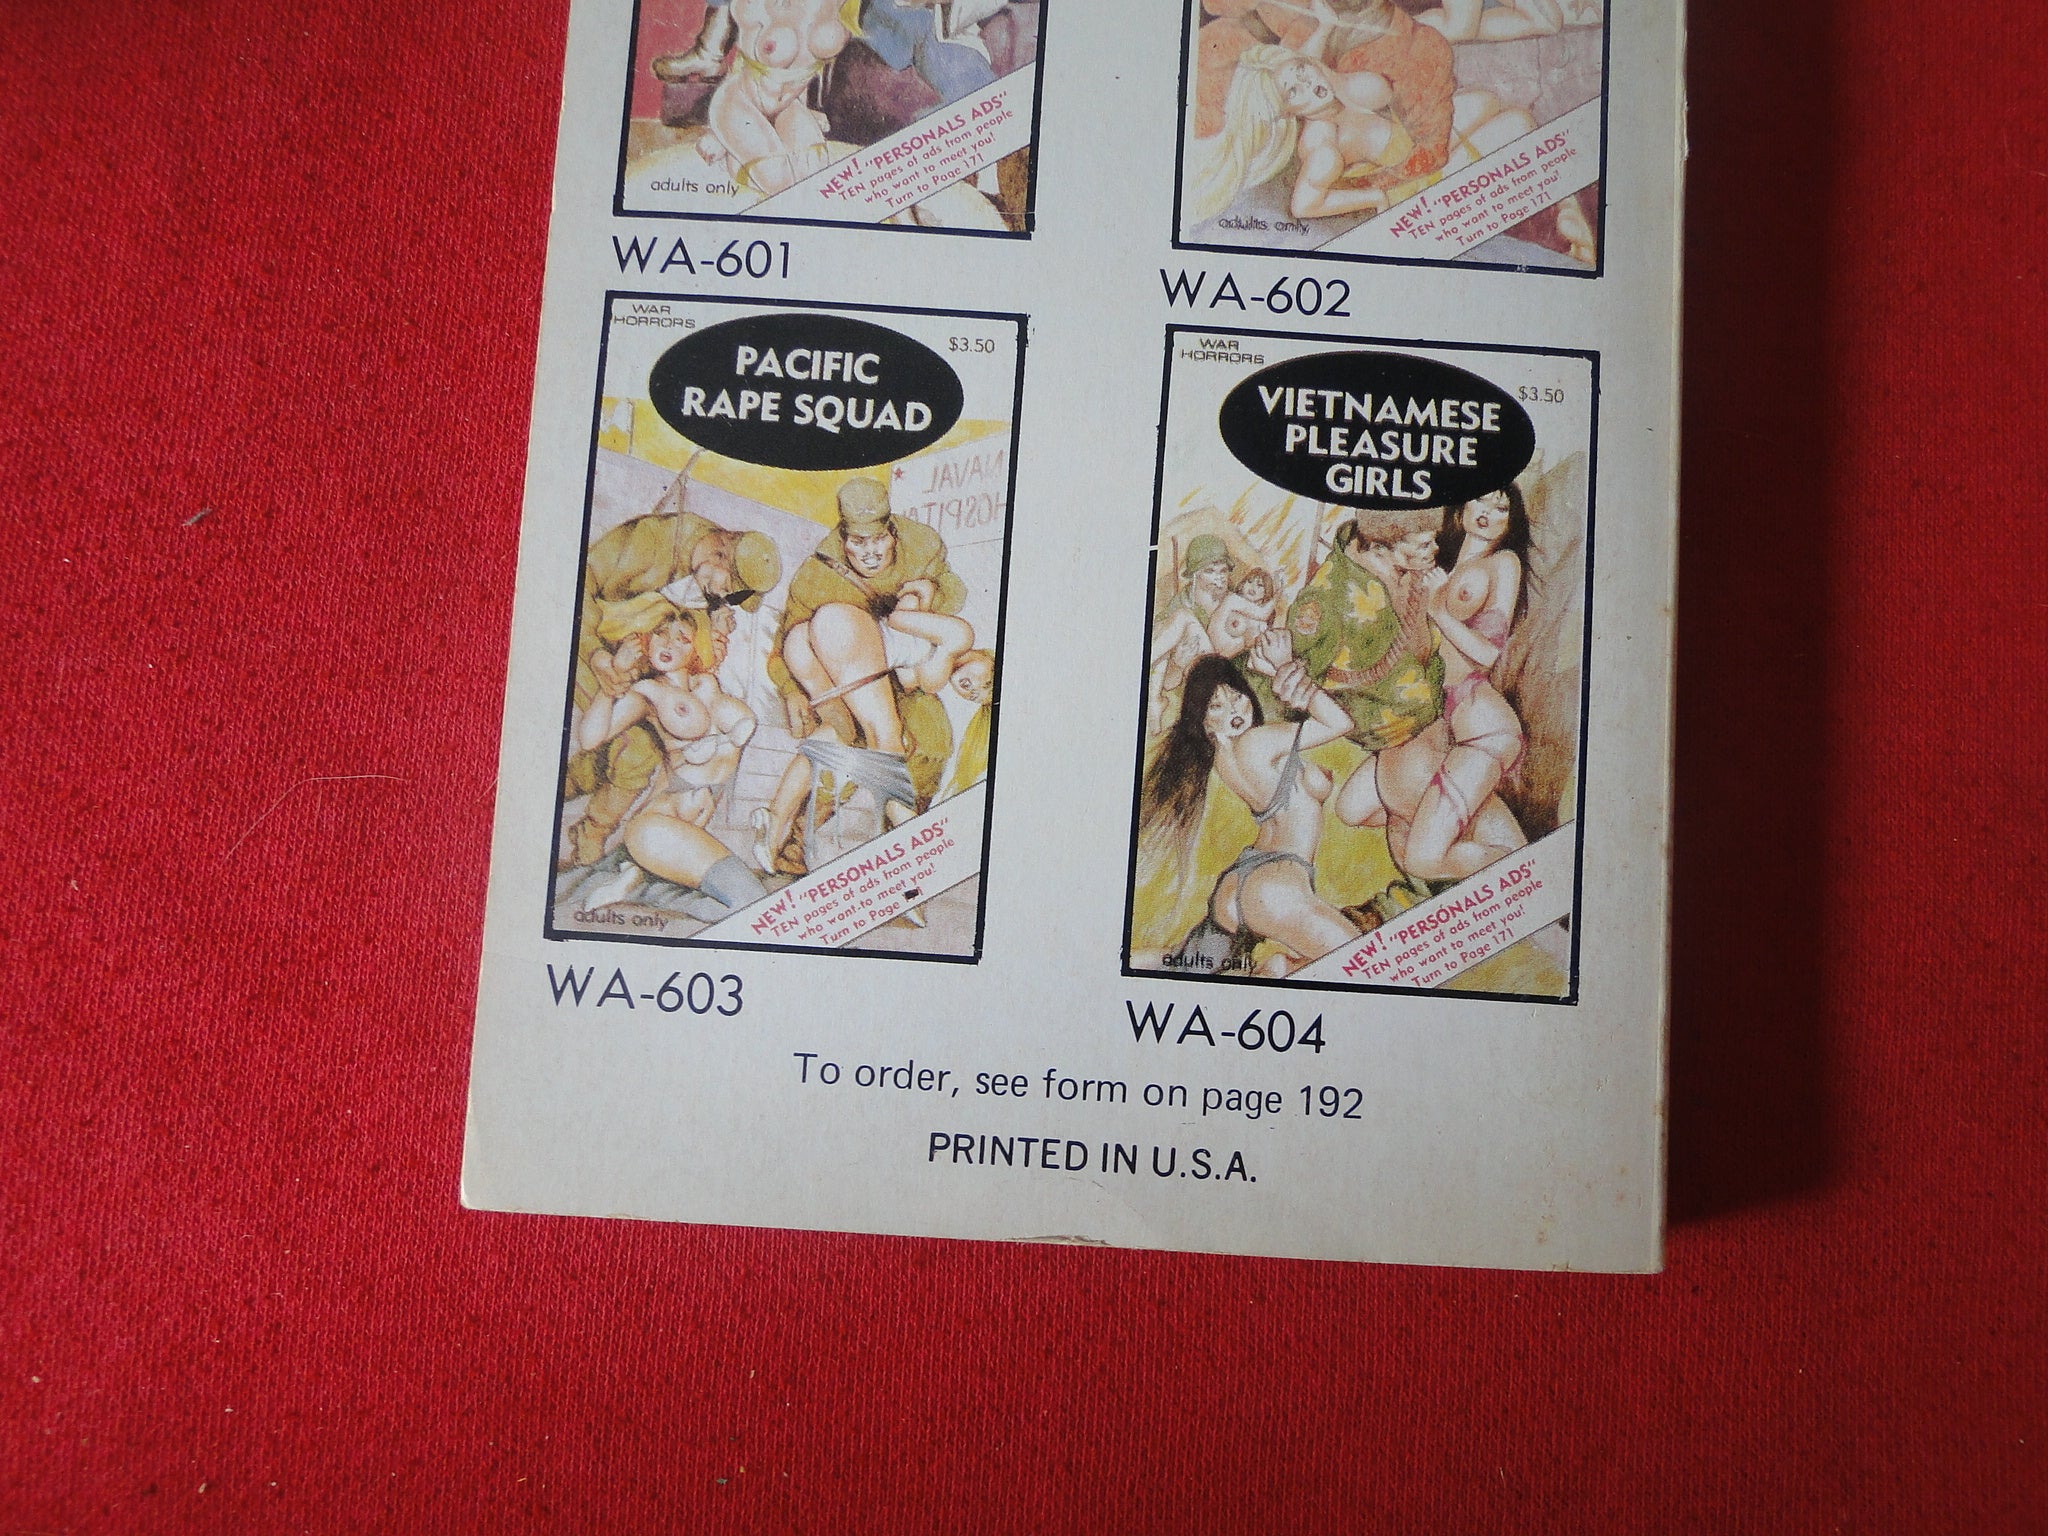 adults only
NEW! "PERSONALS ADS"
TEN pages of ads from people
who want to meet you!
Turn to Page 171
WA-601
adults only
NEW! "PERSONALS ADS"
TEN pages of ads from people
who want to meet you!
Turn to Page 171
WA-602
WAR
HORRORS
$3.50
PACIFIC
RAPE SQUAD
NAVAL
adults only
NEW! "PERSONALS ADS"
TEN pages of ads from people
who want to meet you!
Turn to Page
WA-603
WAR
HORRORS
$3.50
VIETNAMESE
PLEASURE
GIRLS
adults only
NEW! "PERSONALS ADS"
TEN pages of ads from people
who want to meet you!
Turn to Page 171
WA-604
To order, see form on page 192
PRINTED IN U.S.A.